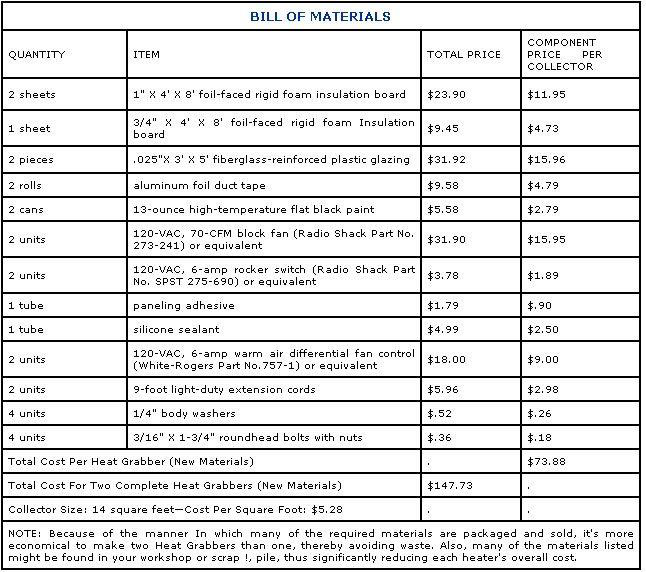 BILL OF MATERIALS
QUANTITY ITEM TOTAL PRICE COMPONENT PRICE PER COLLECTOR
2 sheets 1" X 4' X 8' foil-faced rigid foam insulation board $23.90 $11.95
1 sheet 3/4" X 4' X 8' foil-faced rigid foam Insulation board $9.45 $4.73
2 pieces .025"X 3' X 5' fiberglass-reinforced plastic glazing $31.92 $15.96
2 rolls aluminum foil duct tape $9.58 $4.79
2 cans 13-ounce high-temperature flat black paint $5.58 $2.79
2 units 120-VAC, 70-CFM block fan (Radio Shack Part No. 273-241) or equivalent $31.90 $15.95
2 units 120-VAC, 6-amp rocker switch (Radio Shack Part No. SPST 275-690) or equivalent $3.78 $1.89
1 tube paneling adhesive $1.79 $.90
1 tube silicone sealant $4.99 $2.50
2 units 120-VAC, 6-amp warm air differential fan control (White-Rogers Part No.757-1) or equivalent $18.00 $9.00
2 units 9-foot light-duty extension cords $5.96 $2.98
4 units 1/4" body washers $.52 $.26
4 units 3/16" X 1-3/4" roundhead bolts with nuts $.36 $.18
Total Cost Per Heat Grabber (New Materials) . $73.88
Total Cost For Two Complete Heat Grabbers (New Materials) $147.73 .
Collector Size: 14 square feet—Cost Per Square Foot: $5.28 . .
NOTE: Because of the manner In which many of the required materials are packaged and sold, it's more
economical to make two Heat Grabbers than one, thereby avoiding waste. Also, many of the materials listed
might be found in your workshop or scrap !, pile, thus significantly reducing each heater's overall cost.